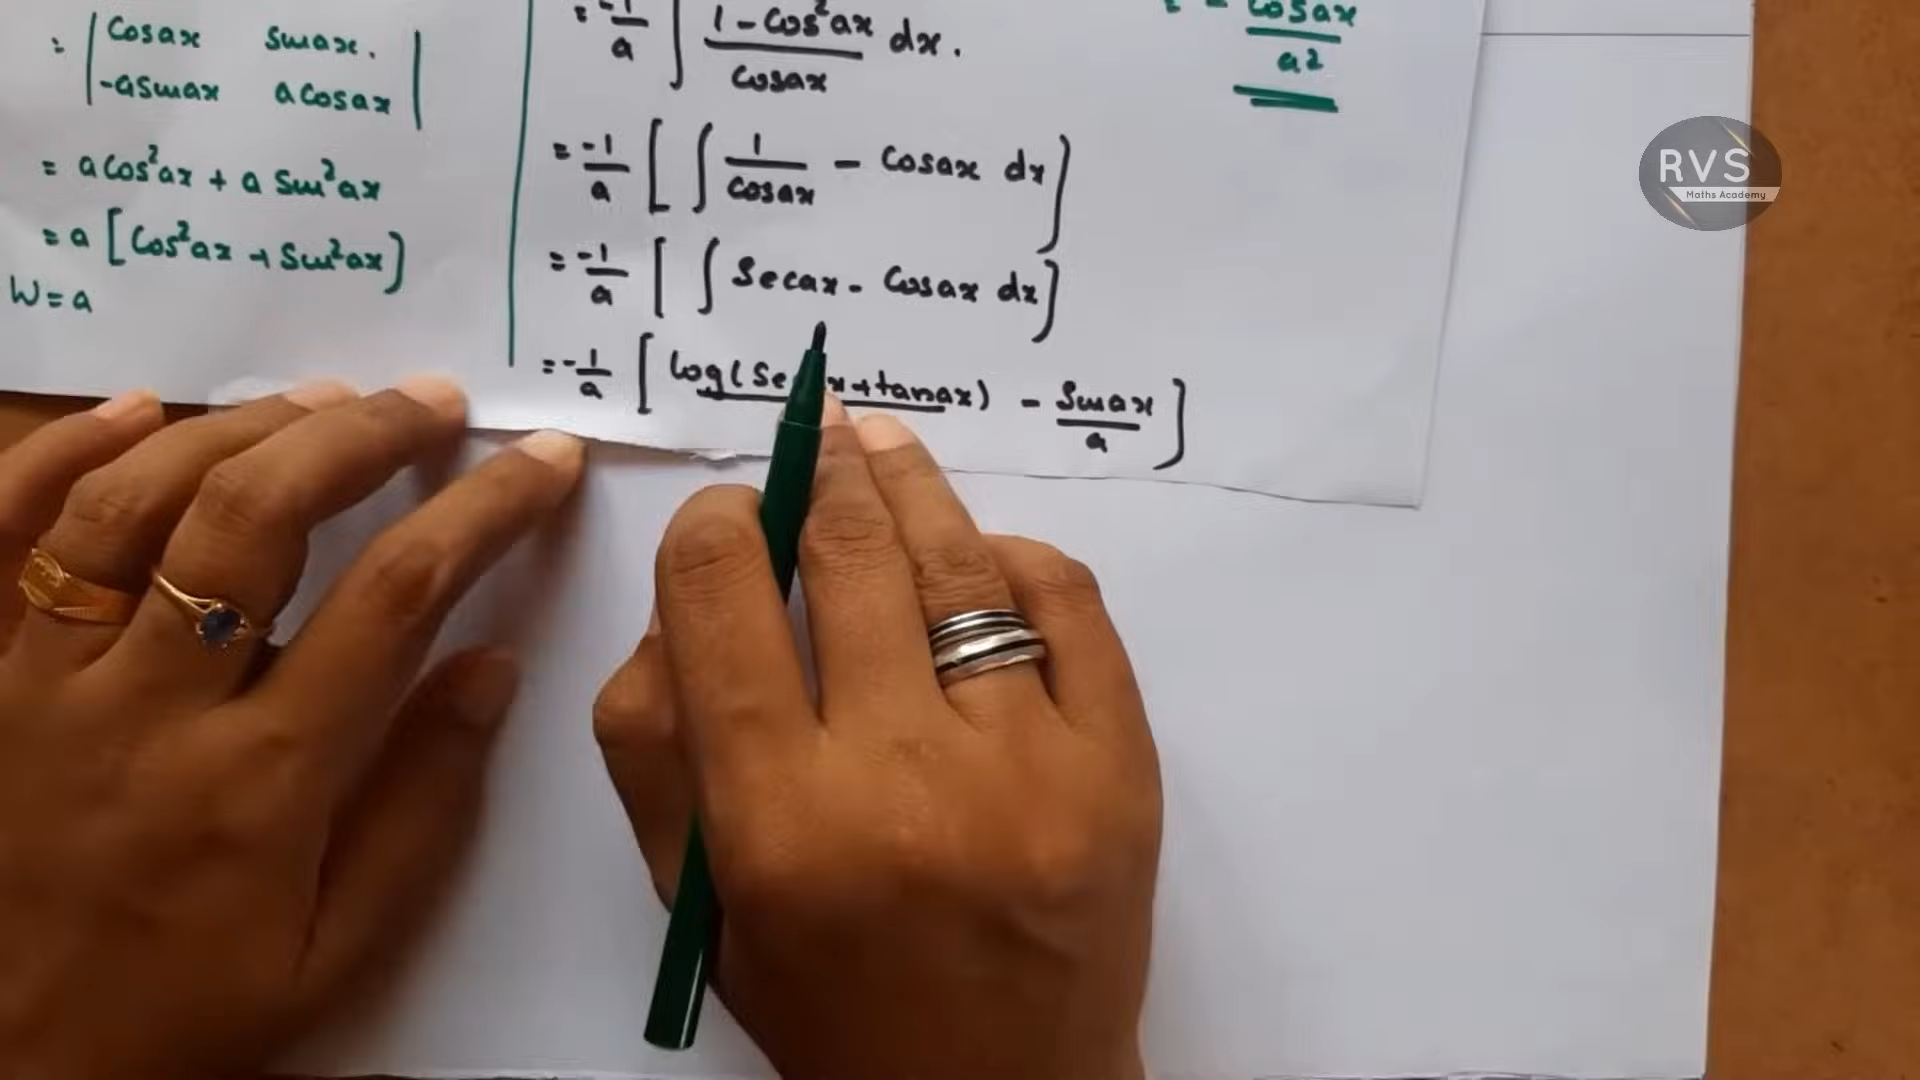 = | cosax sinax. |
| -asinax acosax |
= acos²ax + a sin²ax
= a [cos²ax + sin²ax]
W = a
= -1/a ∫ (1 - cos²ax)/cosax dx.
= -1/a [ ∫ 1/cosax - cosax dx ]
= -1/a [ ∫ secax - cosax dx ]
= -1/a [ log(se x + tanax) - sinax/a ]
= - cosax/a²
RVS
Maths Academy